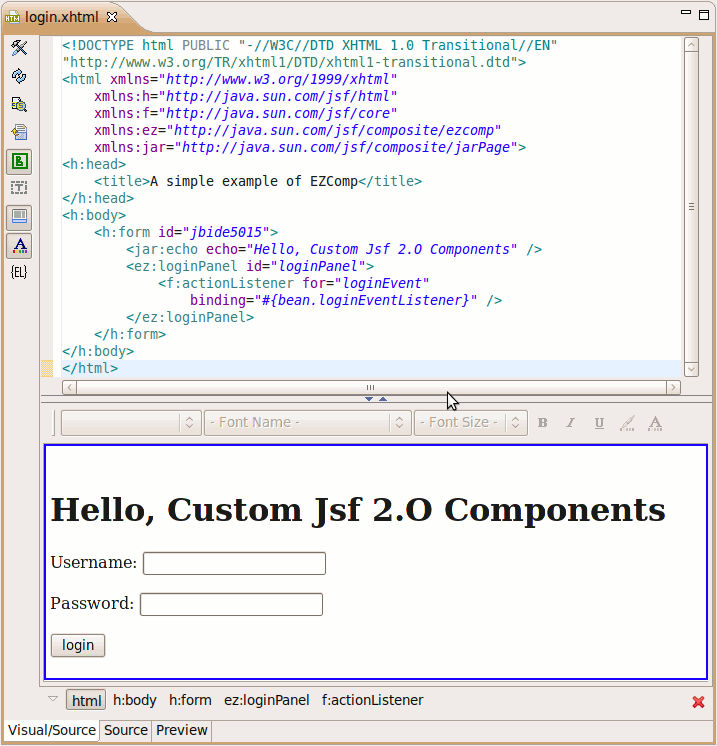 login.xhtml
<!DOCTYPE html PUBLIC "-//W3C//DTD XHTML 1.0 Transitional//EN"
"http://www.w3.org/TR/xhtml1/DTD/xhtml1-transitional.dtd">
<html xmlns="http://www.w3.org/1999/xhtml"
    xmlns:h="http://java.sun.com/jsf/html"
    xmlns:f="http://java.sun.com/jsf/core"
    xmlns:ez="http://java.sun.com/jsf/composite/ezcomp"
    xmlns:jar="http://java.sun.com/jsf/composite/jarPage">
<h:head>
    <title>A simple example of EZComp</title>
</h:head>
<h:body>
    <h:form id="jbide5015">
        <jar:echo echo="Hello, Custom Jsf 2.O Components" />
        <ez:loginPanel id="loginPanel">
            <f:actionListener for="loginEvent"
                binding="#{bean.loginEventListener}" />
        </ez:loginPanel>
    </h:form>
</h:body>
</html>
{EL}
- Font Name - - Font Size - B I U A
Hello, Custom Jsf 2.O Components
Username:
Password:
login
html h:body h:form ez:loginPanel f:actionListener
Visual/Source Source Preview